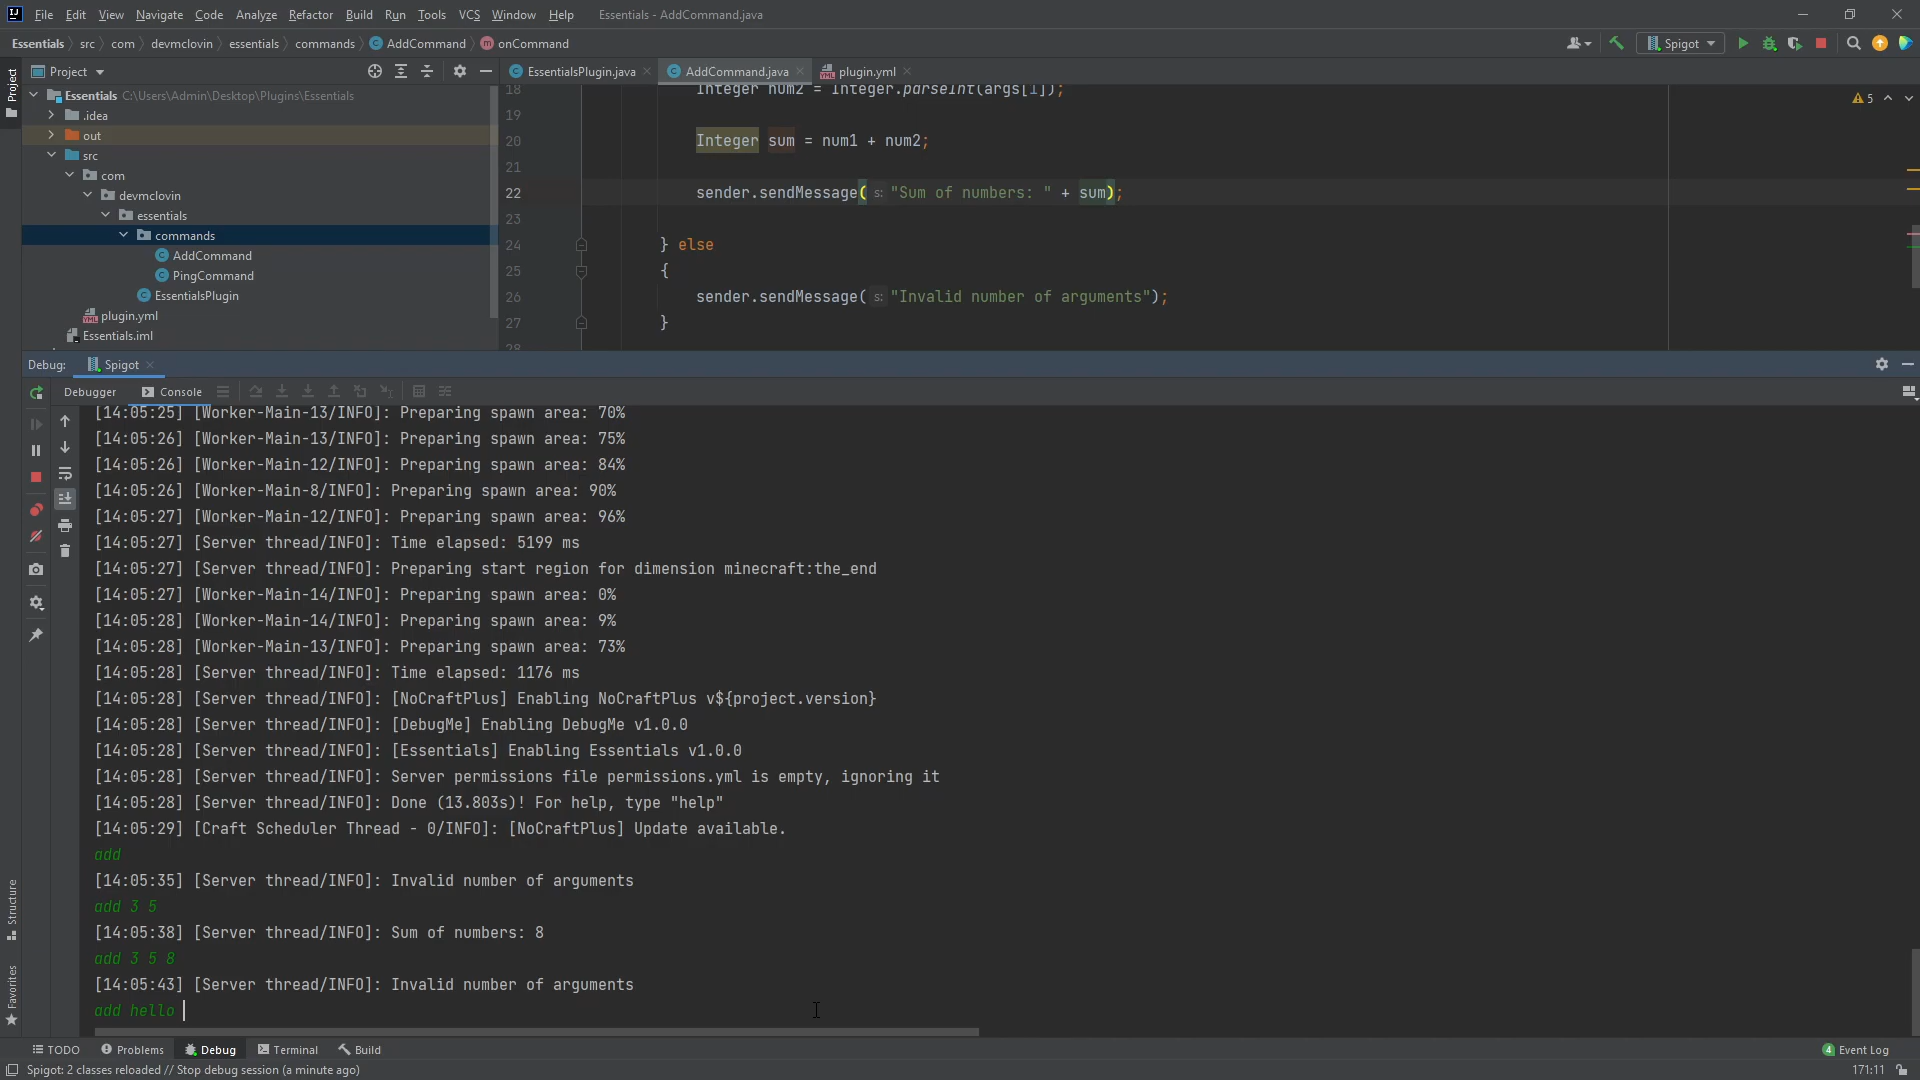 File Edit View Navigate Code Analyze Refactor Build Run Tools VCS Window Help Essentials - AddCommand.java
Essentials src com devmclovin essentials commands AddCommand onCommand Spigot
Project
Project
EssentialsPlugin.java AddCommand.java plugin.yml
Essentials C:\Users\Admin\Desktop\Plugins\Essentials
.idea
out
src
com
devmclovin
essentials
commands
AddCommand
PingCommand
EssentialsPlugin
plugin.yml
Essentials.iml
5
18 Integer num2 = Integer.parseInt(args[1]);
19
20 Integer sum = num1 + num2;
21
22 sender.sendMessage( s: "Sum of numbers: " + sum);
23
24 } else
25 {
26 sender.sendMessage( s: "Invalid number of arguments");
27 }
28
Debug: Spigot
Debugger Console
[14:05:25] [Worker-Main-13/INFO]: Preparing spawn area: 70%
[14:05:26] [Worker-Main-13/INFO]: Preparing spawn area: 75%
[14:05:26] [Worker-Main-12/INFO]: Preparing spawn area: 84%
[14:05:26] [Worker-Main-8/INFO]: Preparing spawn area: 90%
[14:05:27] [Worker-Main-12/INFO]: Preparing spawn area: 96%
[14:05:27] [Server thread/INFO]: Time elapsed: 5199 ms
[14:05:27] [Server thread/INFO]: Preparing start region for dimension minecraft:the_end
[14:05:27] [Worker-Main-14/INFO]: Preparing spawn area: 0%
[14:05:28] [Worker-Main-14/INFO]: Preparing spawn area: 9%
[14:05:28] [Worker-Main-13/INFO]: Preparing spawn area: 73%
[14:05:28] [Server thread/INFO]: Time elapsed: 1176 ms
[14:05:28] [Server thread/INFO]: [NoCraftPlus] Enabling NoCraftPlus v${project.version}
[14:05:28] [Server thread/INFO]: [DebugMe] Enabling DebugMe v1.0.0
[14:05:28] [Server thread/INFO]: [Essentials] Enabling Essentials v1.0.0
[14:05:28] [Server thread/INFO]: Server permissions file permissions.yml is empty, ignoring it
[14:05:28] [Server thread/INFO]: Done (13.803s)! For help, type "help"
[14:05:29] [Craft Scheduler Thread - 0/INFO]: [NoCraftPlus] Update available.
add
[14:05:35] [Server thread/INFO]: Invalid number of arguments
add 3 5
[14:05:38] [Server thread/INFO]: Sum of numbers: 8
add 3 5 8
[14:05:43] [Server thread/INFO]: Invalid number of arguments
add hello
Structure
Favorites
TODO Problems Debug Terminal Build 4 Event Log
Spigot: 2 classes reloaded // Stop debug session (a minute ago) 171:11